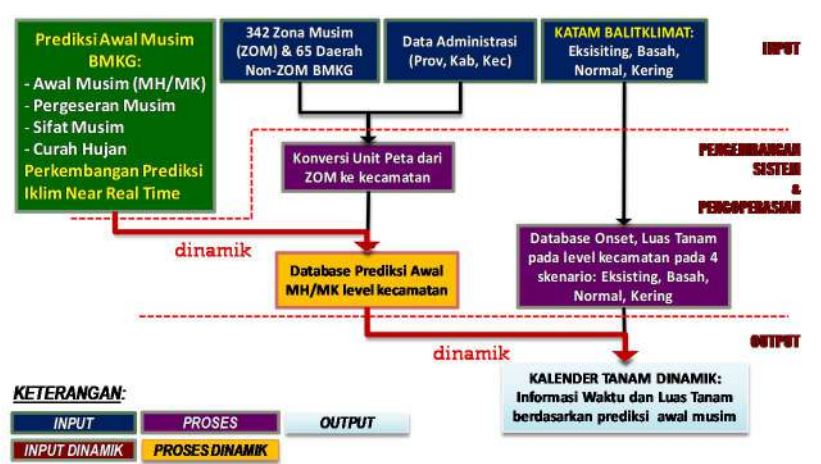 Prediksi Awal Musim
BMKG:
- Awal Musim (MH/MK)
- Pergeseran Musim
- Sifat Musim
- Curah Hujan
Perkembangan Prediksi
Iklim Near Real Time
342 Zona Musim
(ZOM) & 65 Daerah
Non-ZOM BMKG
Data Administrasi
(Prov, Kab, Kec)
KATAM BALITKLIMAT:
Eksisiting, Basah,
Normal, Kering
INPUT
Konversi Unit Peta dari
ZOM ke kecamatan
PENGEMBANGAN
SISTEM
&
PENGOPERASIAN
dinamik
Database Prediksi Awal
MH/MK level kecamatan
Database Onset, Luas Tanam
pada level kecamatan pada 4
skenario: Eksisting, Basah,
Normal, Kering
dinamik
OUTPUT
KALENDER TANAM DINAMIK:
Informasi Waktu dan Luas Tanam
berdasarkan prediksi awal musim
KETERANGAN:
INPUT
PROSES
OUTPUT
INPUT DINAMIK
PROSES DINAMIK